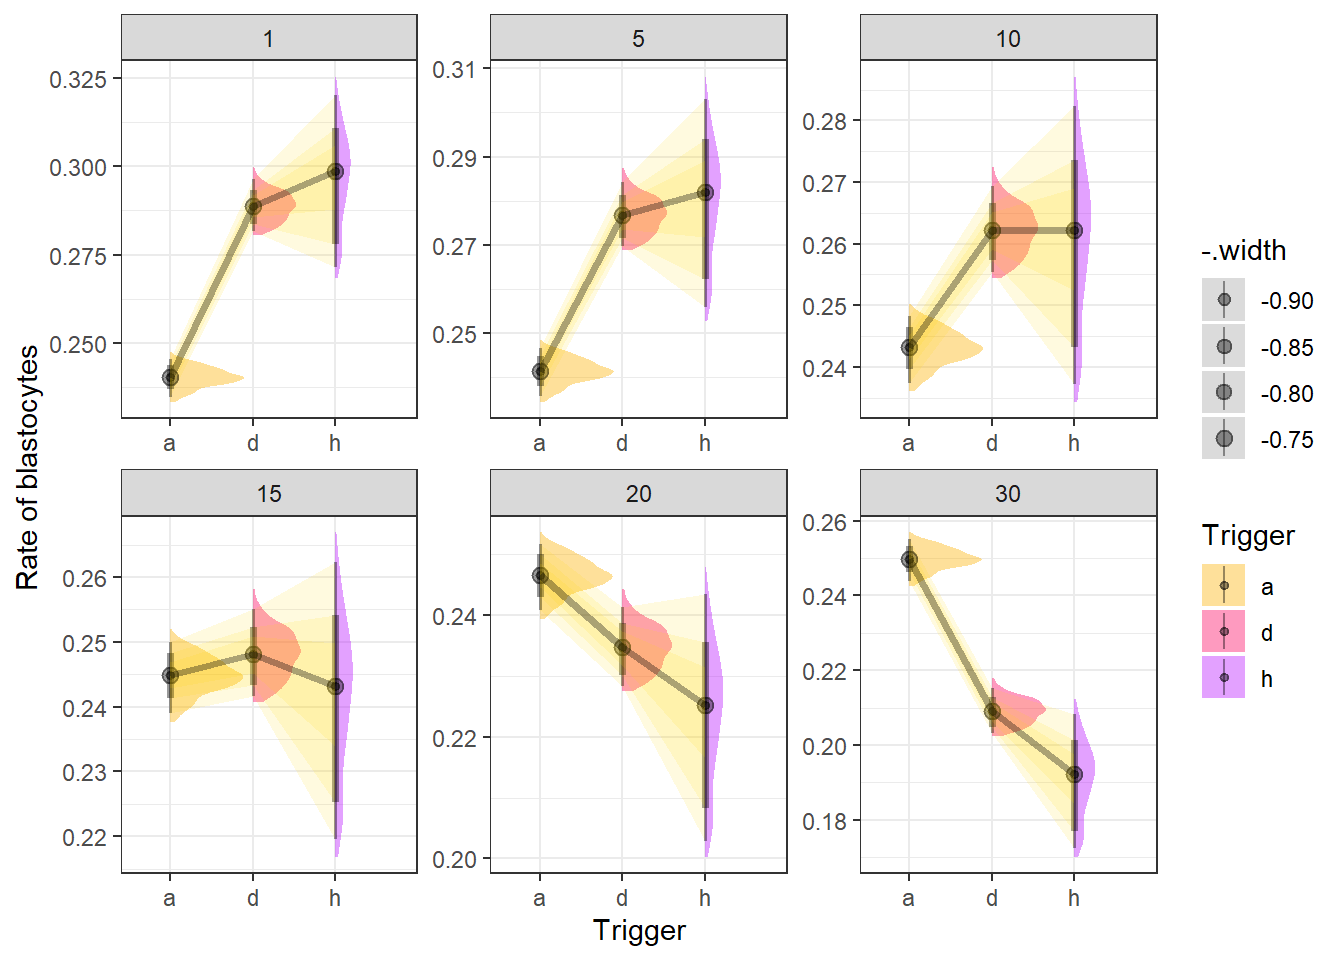 1
5
10
0.325
0.300
0.275
0.250
0.31
0.29
0.27
0.25
0.28
0.27
0.26
0.25
0.24
a d h
a d h
a d h
15
20
30
0.26
0.25
0.24
0.23
0.22
0.24
0.22
0.20
0.26
0.24
0.22
0.20
0.18
a d h
a d h
a d h
Rate of blastocytes
Trigger
-.width
-0.90
-0.85
-0.80
-0.75
Trigger
a
d
h